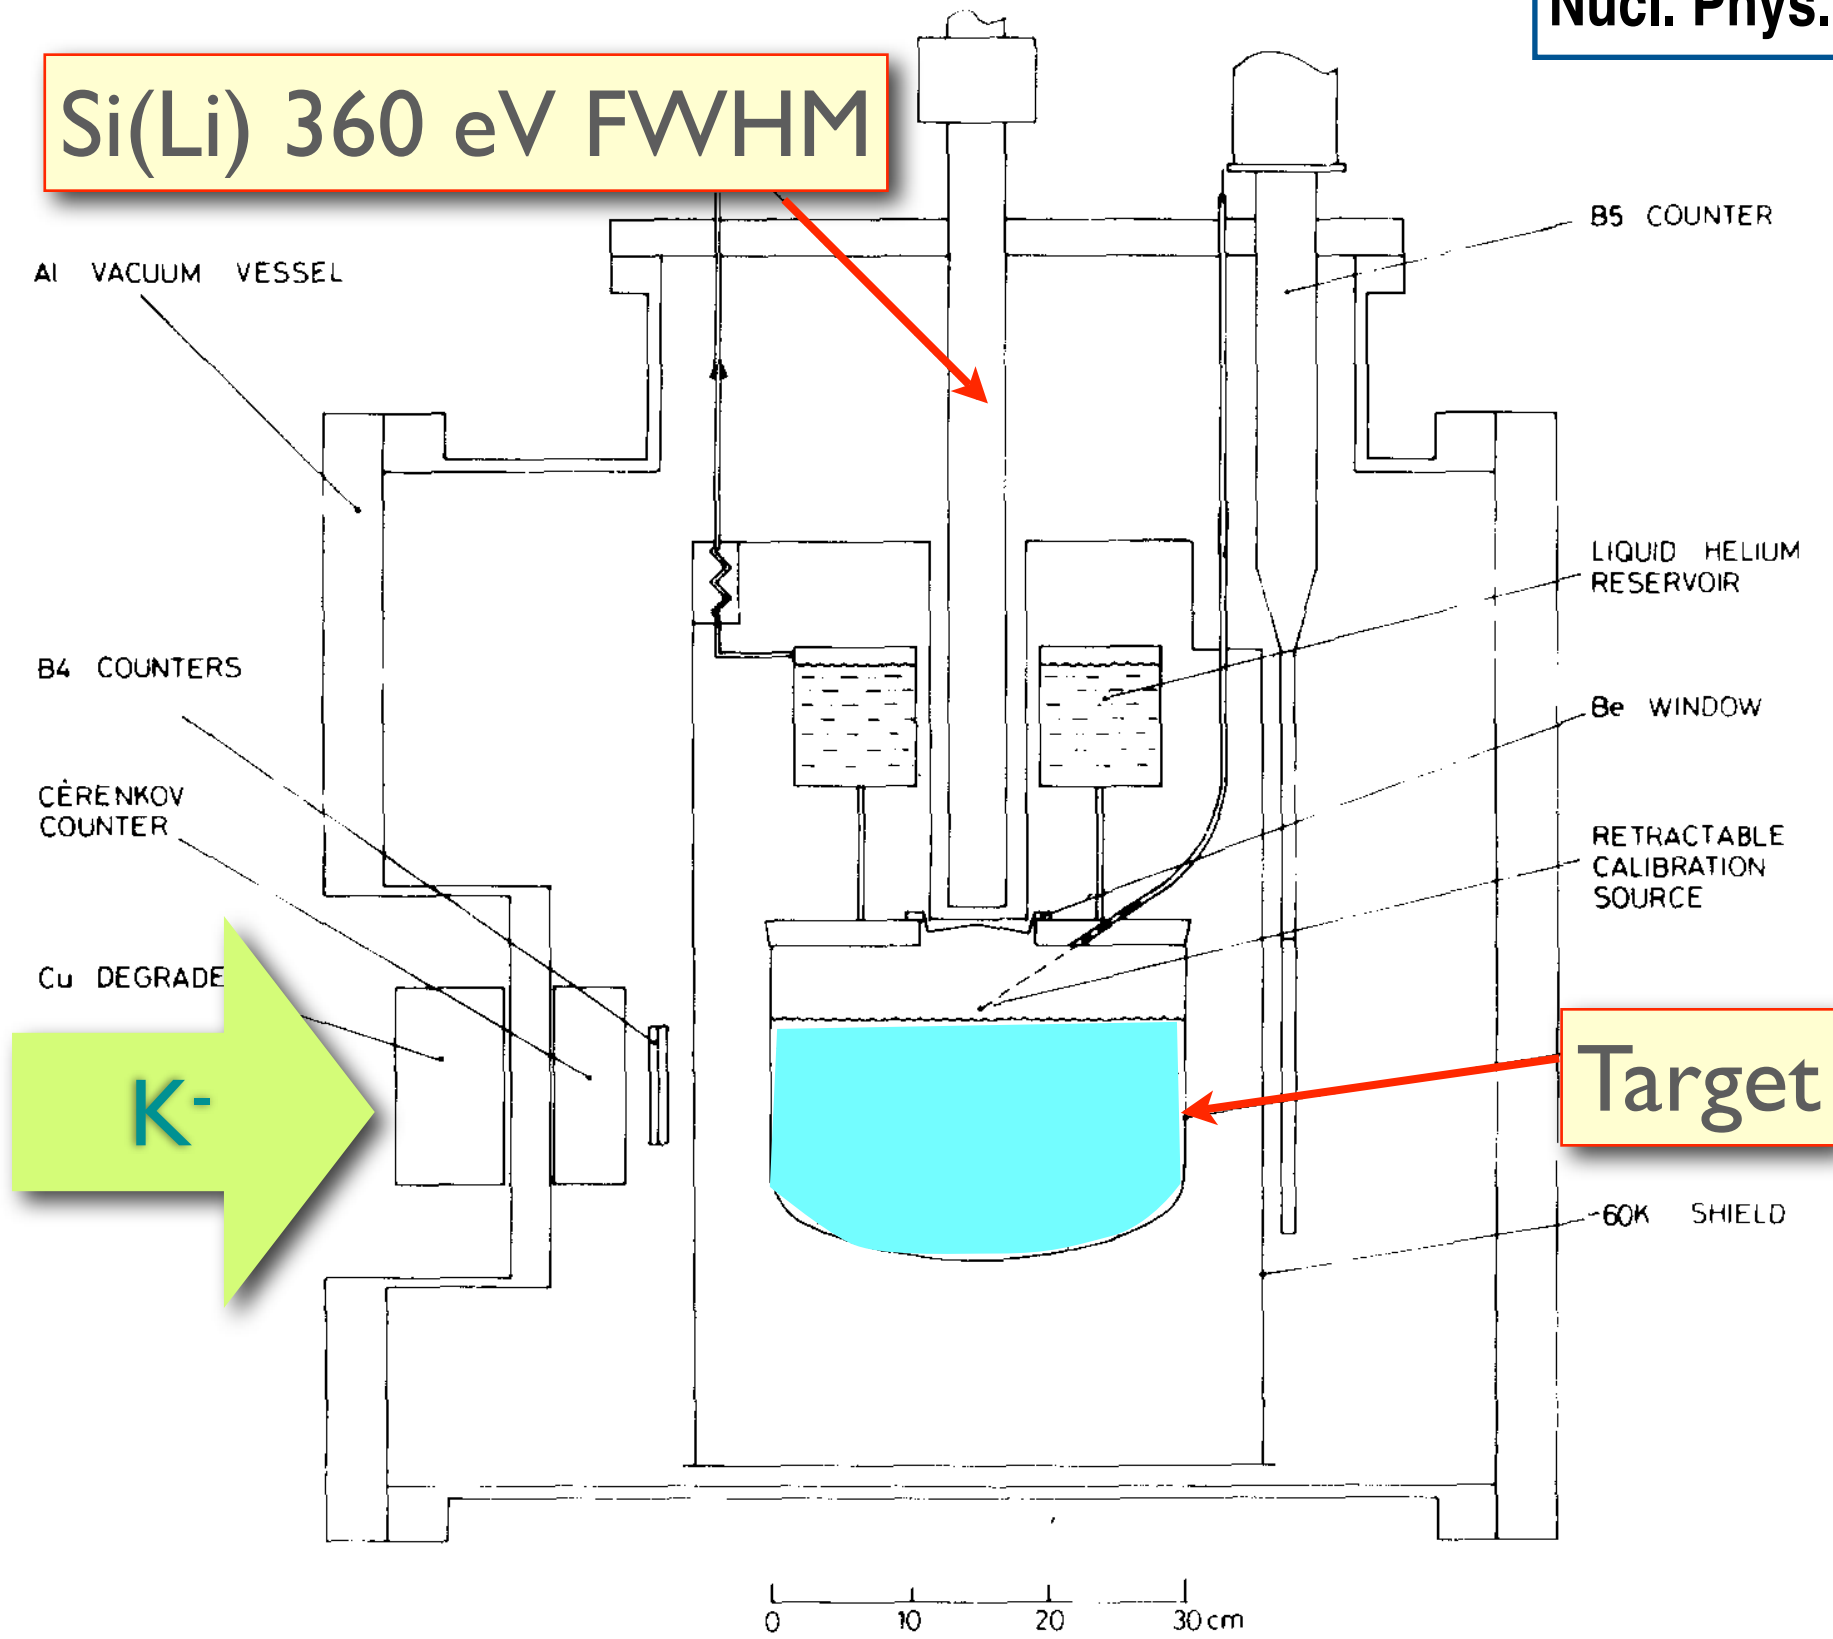 Nucl. Phys.
Si(Li) 360 eV FWHM
B5 COUNTER
Al VACUUM VESSEL
LIQUID HELIUM
RESERVOIR
B4 COUNTERS
Be WINDOW
CĖRENKOV
COUNTER
RETRACTABLE
CALIBRATION
SOURCE
Cu DEGRADE
K-
Target
~60K SHIELD
0 10 20 30 cm